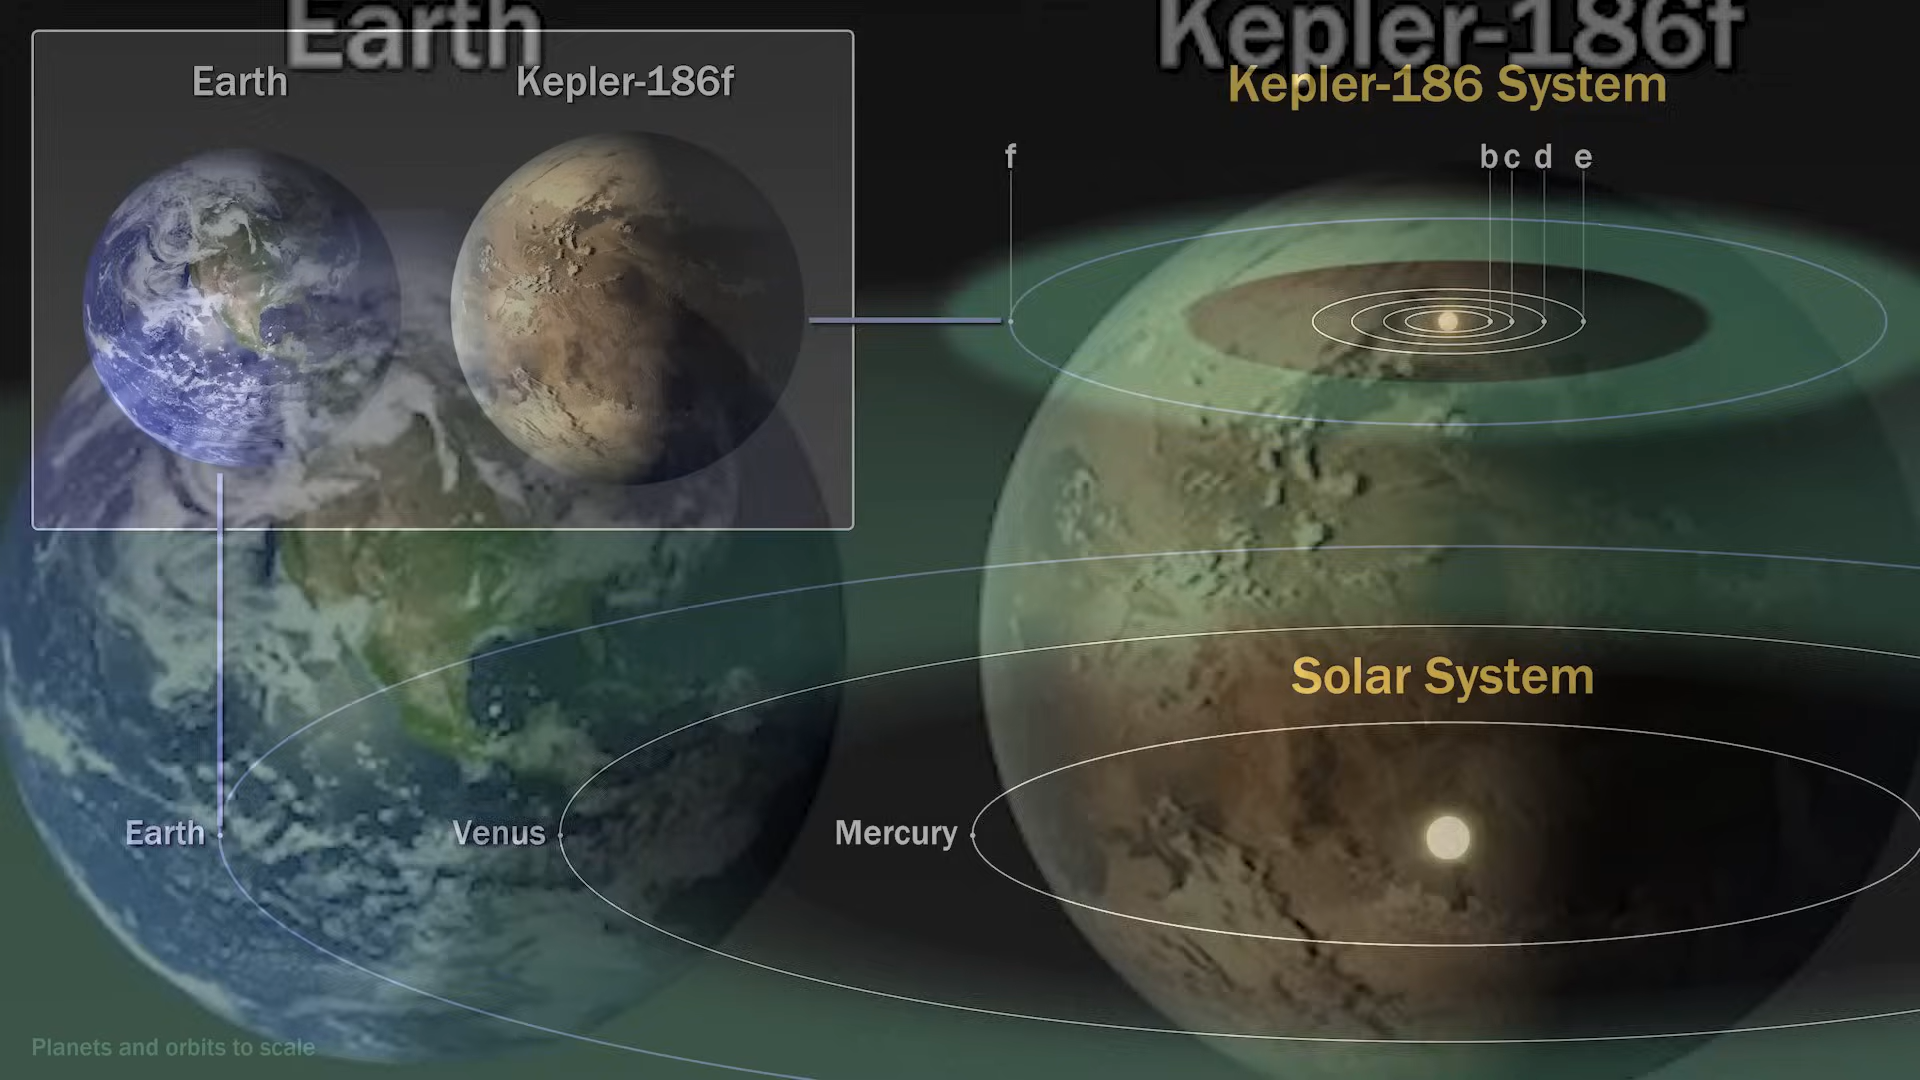 Earth
Kepler-186f
Earth
Kepler-186f
Kepler-186 System
f
b c d e
Solar System
Earth
Venus
Mercury
Planets and orbits to scale